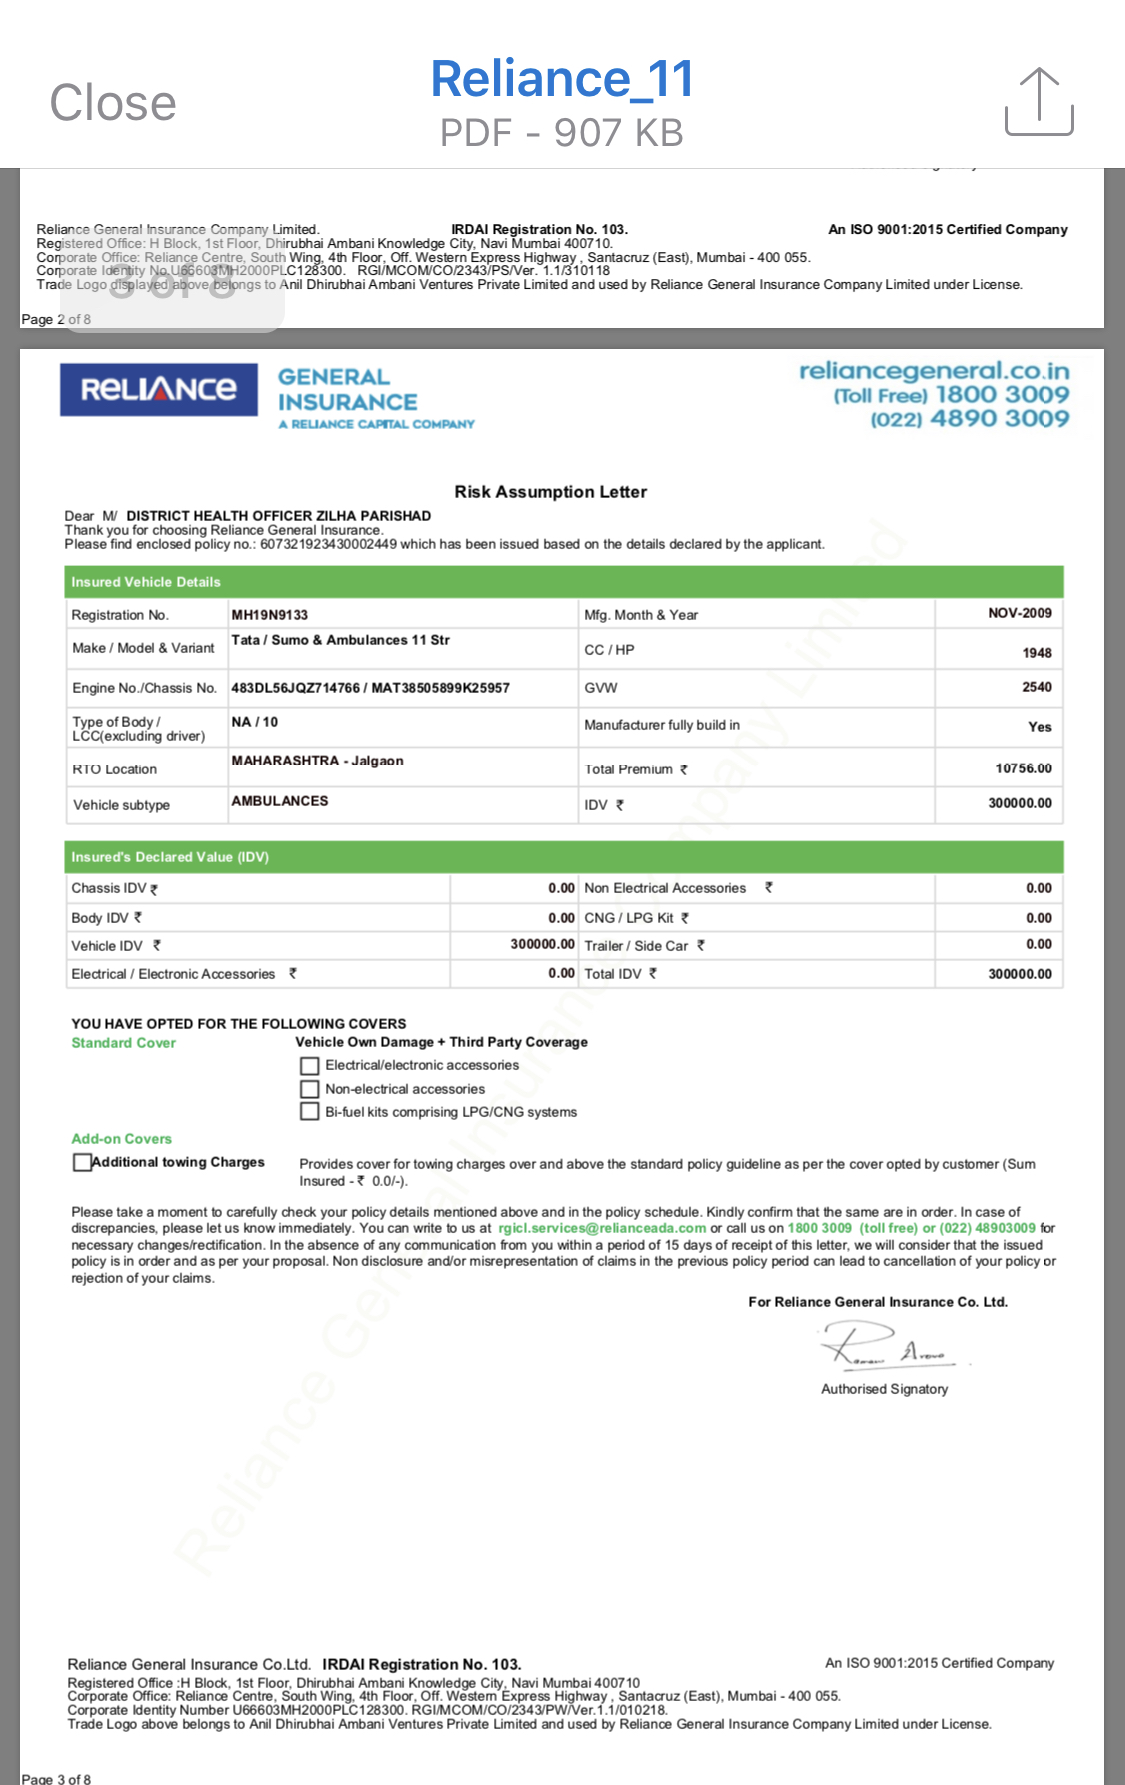 Close
Reliance_11
PDF - 907 KB
Reliance General Insurance Company Limited. IRDAI Registration No. 103. An ISO 9001:2015 Certified Company
Registered Office: H Block, 1st Floor, Dhirubhai Ambani Knowledge City, Navi Mumbai 400710.
Corporate Office: Reliance Centre, South Wing, 4th Floor, Off. Western Express Highway , Santacruz (East), Mumbai - 400 055.
Corporate Identity No.U66603MH2000PLC128300. RGI/MCOM/CO/2343/PS/Ver. 1.1/310118
Trade Logo displayed above belongs to Anil Dhirubhai Ambani Ventures Private Limited and used by Reliance General Insurance Company Limited under License.
3 of 8
Page 2 of 8
RELIANCE GENERAL INSURANCE
A RELIANCE CAPITAL COMPANY
reliancegeneral.co.in
(Toll Free) 1800 3009
(022) 4890 3009
Risk Assumption Letter
Dear M/ DISTRICT HEALTH OFFICER ZILHA PARISHAD
Thank you for choosing Reliance General Insurance.
Please find enclosed policy no.: 607321923430002449 which has been issued based on the details declared by the applicant.
Insured Vehicle Details
Registration No. MH19N9133 Mfg. Month & Year NOV-2009
Make / Model & Variant Tata / Sumo & Ambulances 11 Str CC / HP 1948
Engine No./Chassis No. 483DL56JQZ714766 / MAT38505899K25957 GVW 2540
Type of Body / LCC(excluding driver) NA / 10 Manufacturer fully build in Yes
RTO Location MAHARASHTRA - Jalgaon Total Premium ₹ 10756.00
Vehicle subtype AMBULANCES IDV ₹ 300000.00
Insured's Declared Value (IDV)
Chassis IDV ₹ 0.00 Non Electrical Accessories ₹ 0.00
Body IDV ₹ 0.00 CNG / LPG Kit ₹ 0.00
Vehicle IDV ₹ 300000.00 Trailer / Side Car ₹ 0.00
Electrical / Electronic Accessories ₹ 0.00 Total IDV ₹ 300000.00
YOU HAVE OPTED FOR THE FOLLOWING COVERS
Standard Cover Vehicle Own Damage + Third Party Coverage
Electrical/electronic accessories
Non-electrical accessories
Bi-fuel kits comprising LPG/CNG systems
Add-on Covers
Additional towing Charges Provides cover for towing charges over and above the standard policy guideline as per the cover opted by customer (Sum
Insured - ₹ 0.0/-).
Please take a moment to carefully check your policy details mentioned above and in the policy schedule. Kindly confirm that the same are in order. In case of
discrepancies, please let us know immediately. You can write to us at rgicl.services@relianceada.com or call us on 1800 3009 (toll free) or (022) 48903009 for
necessary changes/rectification. In the absence of any communication from you within a period of 15 days of receipt of this letter, we will consider that the issued
policy is in order and as per your proposal. Non disclosure and/or misrepresentation of claims in the previous policy period can lead to cancellation of your policy or
rejection of your claims.
For Reliance General Insurance Co. Ltd.
Authorised Signatory
Reliance General Insurance Company Limited
Reliance General Insurance Co.Ltd. IRDAI Registration No. 103. An ISO 9001:2015 Certified Company
Registered Office :H Block, 1st Floor, Dhirubhai Ambani Knowledge City, Navi Mumbai 400710
Corporate Office: Reliance Centre, South Wing, 4th Floor, Off. Western Express Highway , Santacruz (East), Mumbai - 400 055.
Corporate Identity Number U66603MH2000PLC128300. RGI/MCOM/CO/2343/PW/Ver.1.1/010218.
Trade Logo above belongs to Anil Dhirubhai Ambani Ventures Private Limited and used by Reliance General Insurance Company Limited under License.
Page 3 of 8